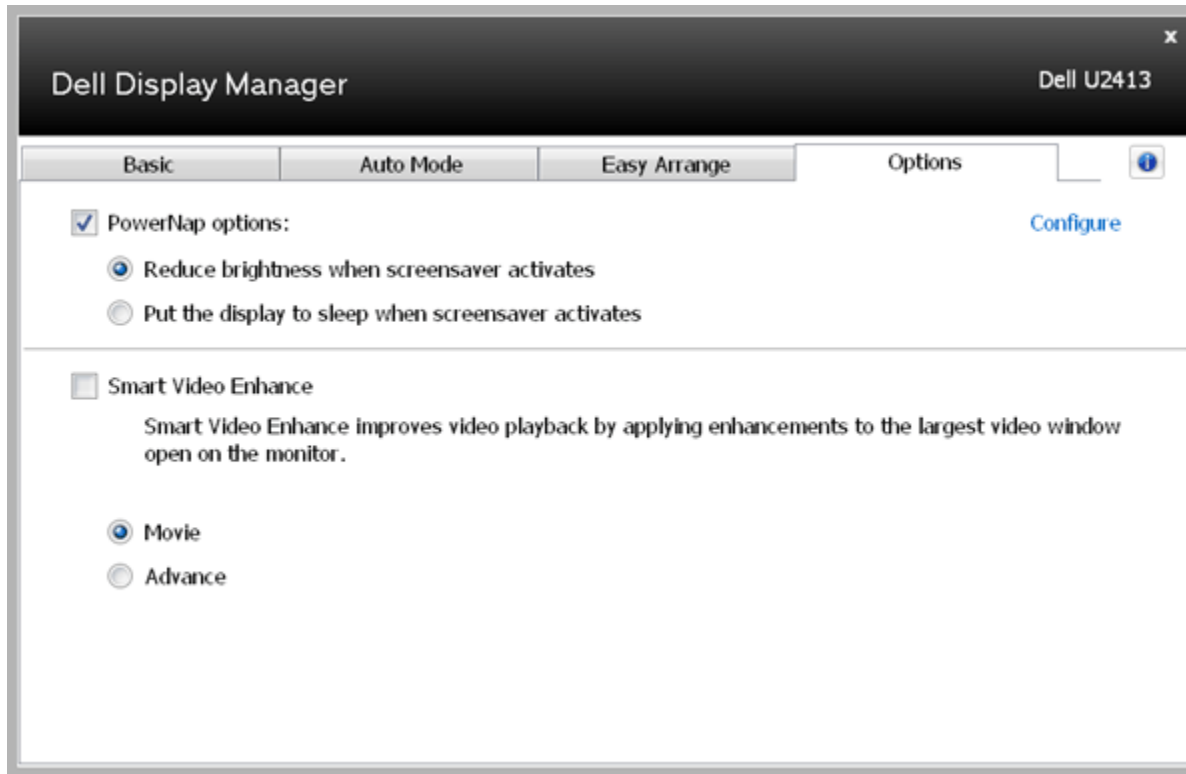 x
Dell Display Manager
Dell U2413
Basic
Auto Mode
Easy Arrange
Options
PowerNap options:
Configure
Reduce brightness when screensaver activates
Put the display to sleep when screensaver activates
Smart Video Enhance
Smart Video Enhance improves video playback by applying enhancements to the largest video window
open on the monitor.
Movie
Advance